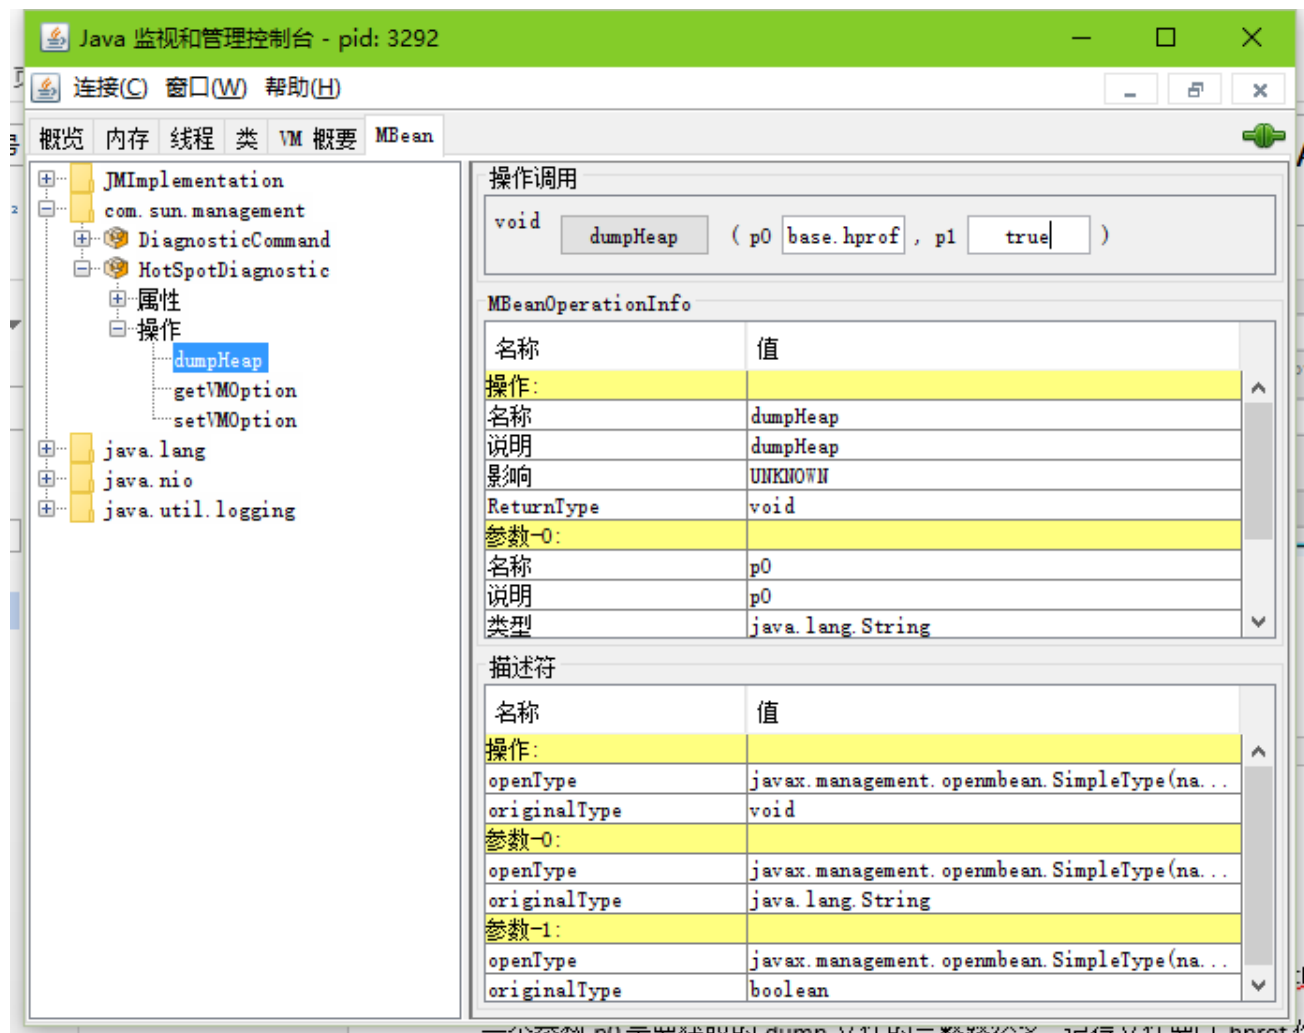 Java 监视和管理控制台 - pid: 3292
连接(C) 窗口(W) 帮助(H)
概览 内存 线程 类 VM 概要 MBean
JMImplementation
com.sun.management
DiagnosticCommand
HotSpotDiagnostic
属性
操作
dumpHeap
getVMOption
setVMOption
java.lang
java.nio
java.util.logging
操作调用
void dumpHeap ( p0 base.hprof , p1 true )
MBeanOperationInfo
名称 值
操作:
名称 dumpHeap
说明 dumpHeap
影响 UNKNOWN
ReturnType void
参数-0:
名称 p0
说明 p0
类型 java.lang.String
描述符
名称 值
操作:
openType javax.management.openmbean.SimpleType(na...
originalType void
参数-0:
openType javax.management.openmbean.SimpleType(na...
originalType java.lang.String
参数-1:
openType javax.management.openmbean.SimpleType(na...
originalType boolean